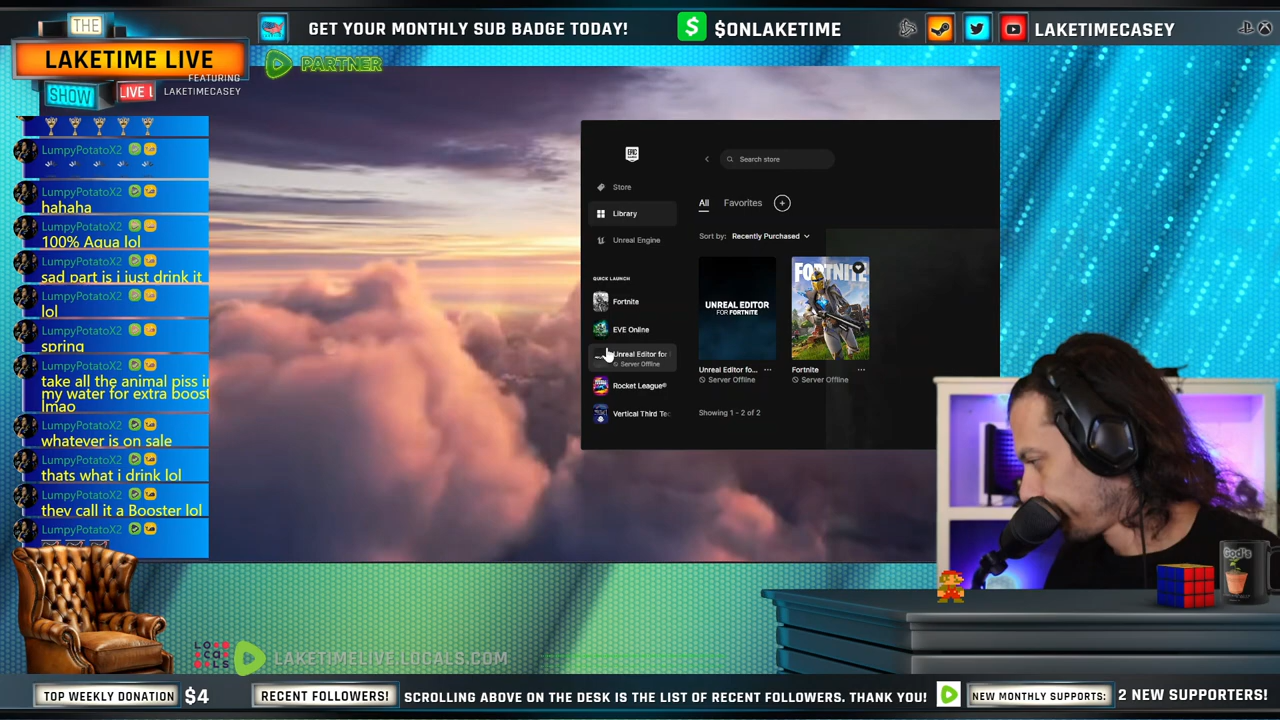 THE
LAKETIME LIVE
SHOW
LIVE
FEATURING
LAKETIMECASEY
PARTNER
GET YOUR MONTHLY SUB BADGE TODAY!
$ $ONLAKETIME
LAKETIMECASEY
LumpyPotatoX2
LumpyPotatoX2
hahaha
LumpyPotatoX2
100% Aqua lol
LumpyPotatoX2
sad part is i just drink it
LumpyPotatoX2
lol
LumpyPotatoX2
spring
LumpyPotatoX2
take all the animal piss in
my water for extra boost
lmao
LumpyPotatoX2
whatever is on sale
LumpyPotatoX2
thats what i drink lol
LumpyPotatoX2
they call it a Booster lol
LumpyPotatoX2
EPIC GAMES
Store
Library
Unreal Engine
QUICK LAUNCH
Fortnite
EVE Online
Unreal Editor for
Server Offline
Rocket League®
Vertical Third Tec
Search store
All Favorites +
Sort by: Recently Purchased
UNREAL EDITOR
FOR FORTNITE
FORTNITE
Unreal Editor fo... ...
Server Offline
Fortnite ...
Server Offline
Showing 1 - 2 of 2
God's
LOCALS
LAKETIMELIVE.LOCALS.COM
TOP WEEKLY DONATION $4
RECENT FOLLOWERS! SCROLLING ABOVE ON THE DESK IS THE LIST OF RECENT FOLLOWERS. THANK YOU!
NEW MONTHLY SUPPORTS: 2 NEW SUPPORTERS!